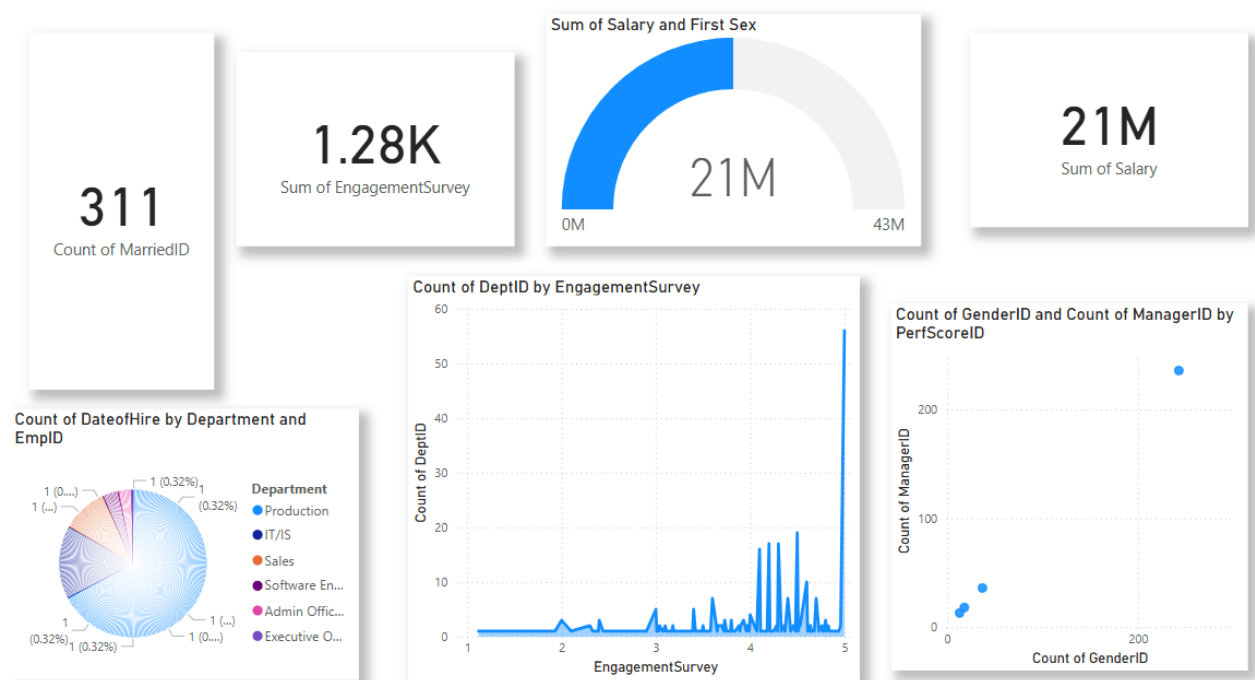 311
Count of MarriedID
1.28K
Sum of EngagementSurvey
Sum of Salary and First Sex
21M
0M
43M
21M
Sum of Salary
Count of DateofHire by Department and
EmpID
1 (0....)
1 (...)
1 (0.32%)
1
(0.32%)
1
(0.32%)
1 (0.32%)
1 (0....)
1 (...)
Department
Production
IT/IS
Sales
Software En...
Admin Offic...
Executive O...
Count of DeptID by EngagementSurvey
Count of DeptID
60
50
40
30
20
10
0
1
2
3
4
5
EngagementSurvey
Count of GenderID and Count of ManagerID by
PerfScoreID
Count of ManagerID
200
100
0
0
200
Count of GenderID